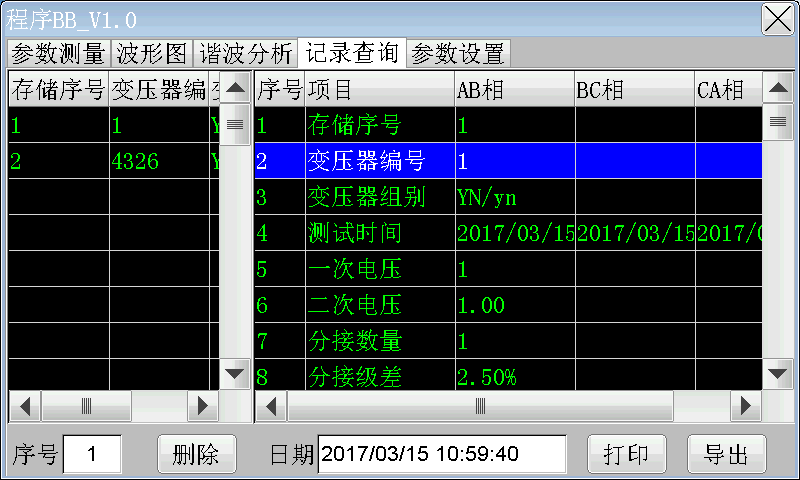 程序BB_V1.0
参数测量 波形图 谐波分析 记录查询 参数设置
存储序号 变压器编 序号 项目 AB相 BC相 CA相
1 1 Y 1 存储序号 1
2 4326 Y 2 变压器编号 1
3 变压器组别 YN/yn
4 测试时间 2017/03/15 2017/03/15 2017/0
5 一次电压 1
6 二次电压 1.00
7 分接数量 1
8 分接级差 2.50%
序号 1 删除 日期 2017/03/15 10:59:40 打印 导出